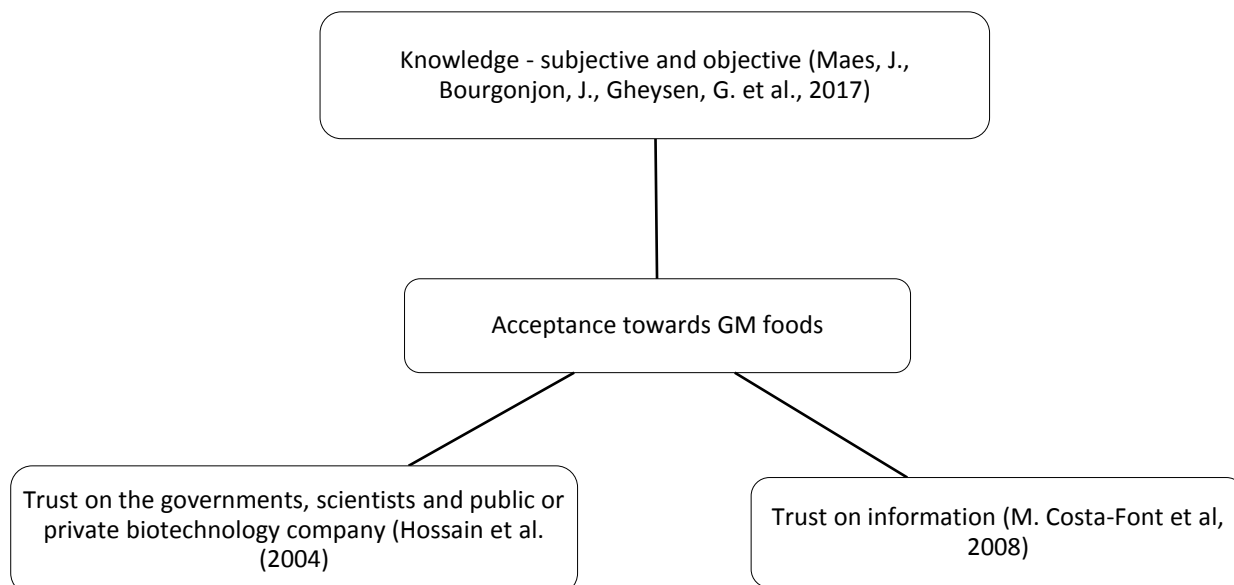 Knowledge - subjective and objective (Maes, J.,
Bourgonjon, J., Gheysen, G. et al., 2017)
Acceptance towards GM foods
Trust on the governments, scientists and public or
private biotechnology company (Hossain et al.
(2004)
Trust on information (M. Costa-Font et al,
2008)